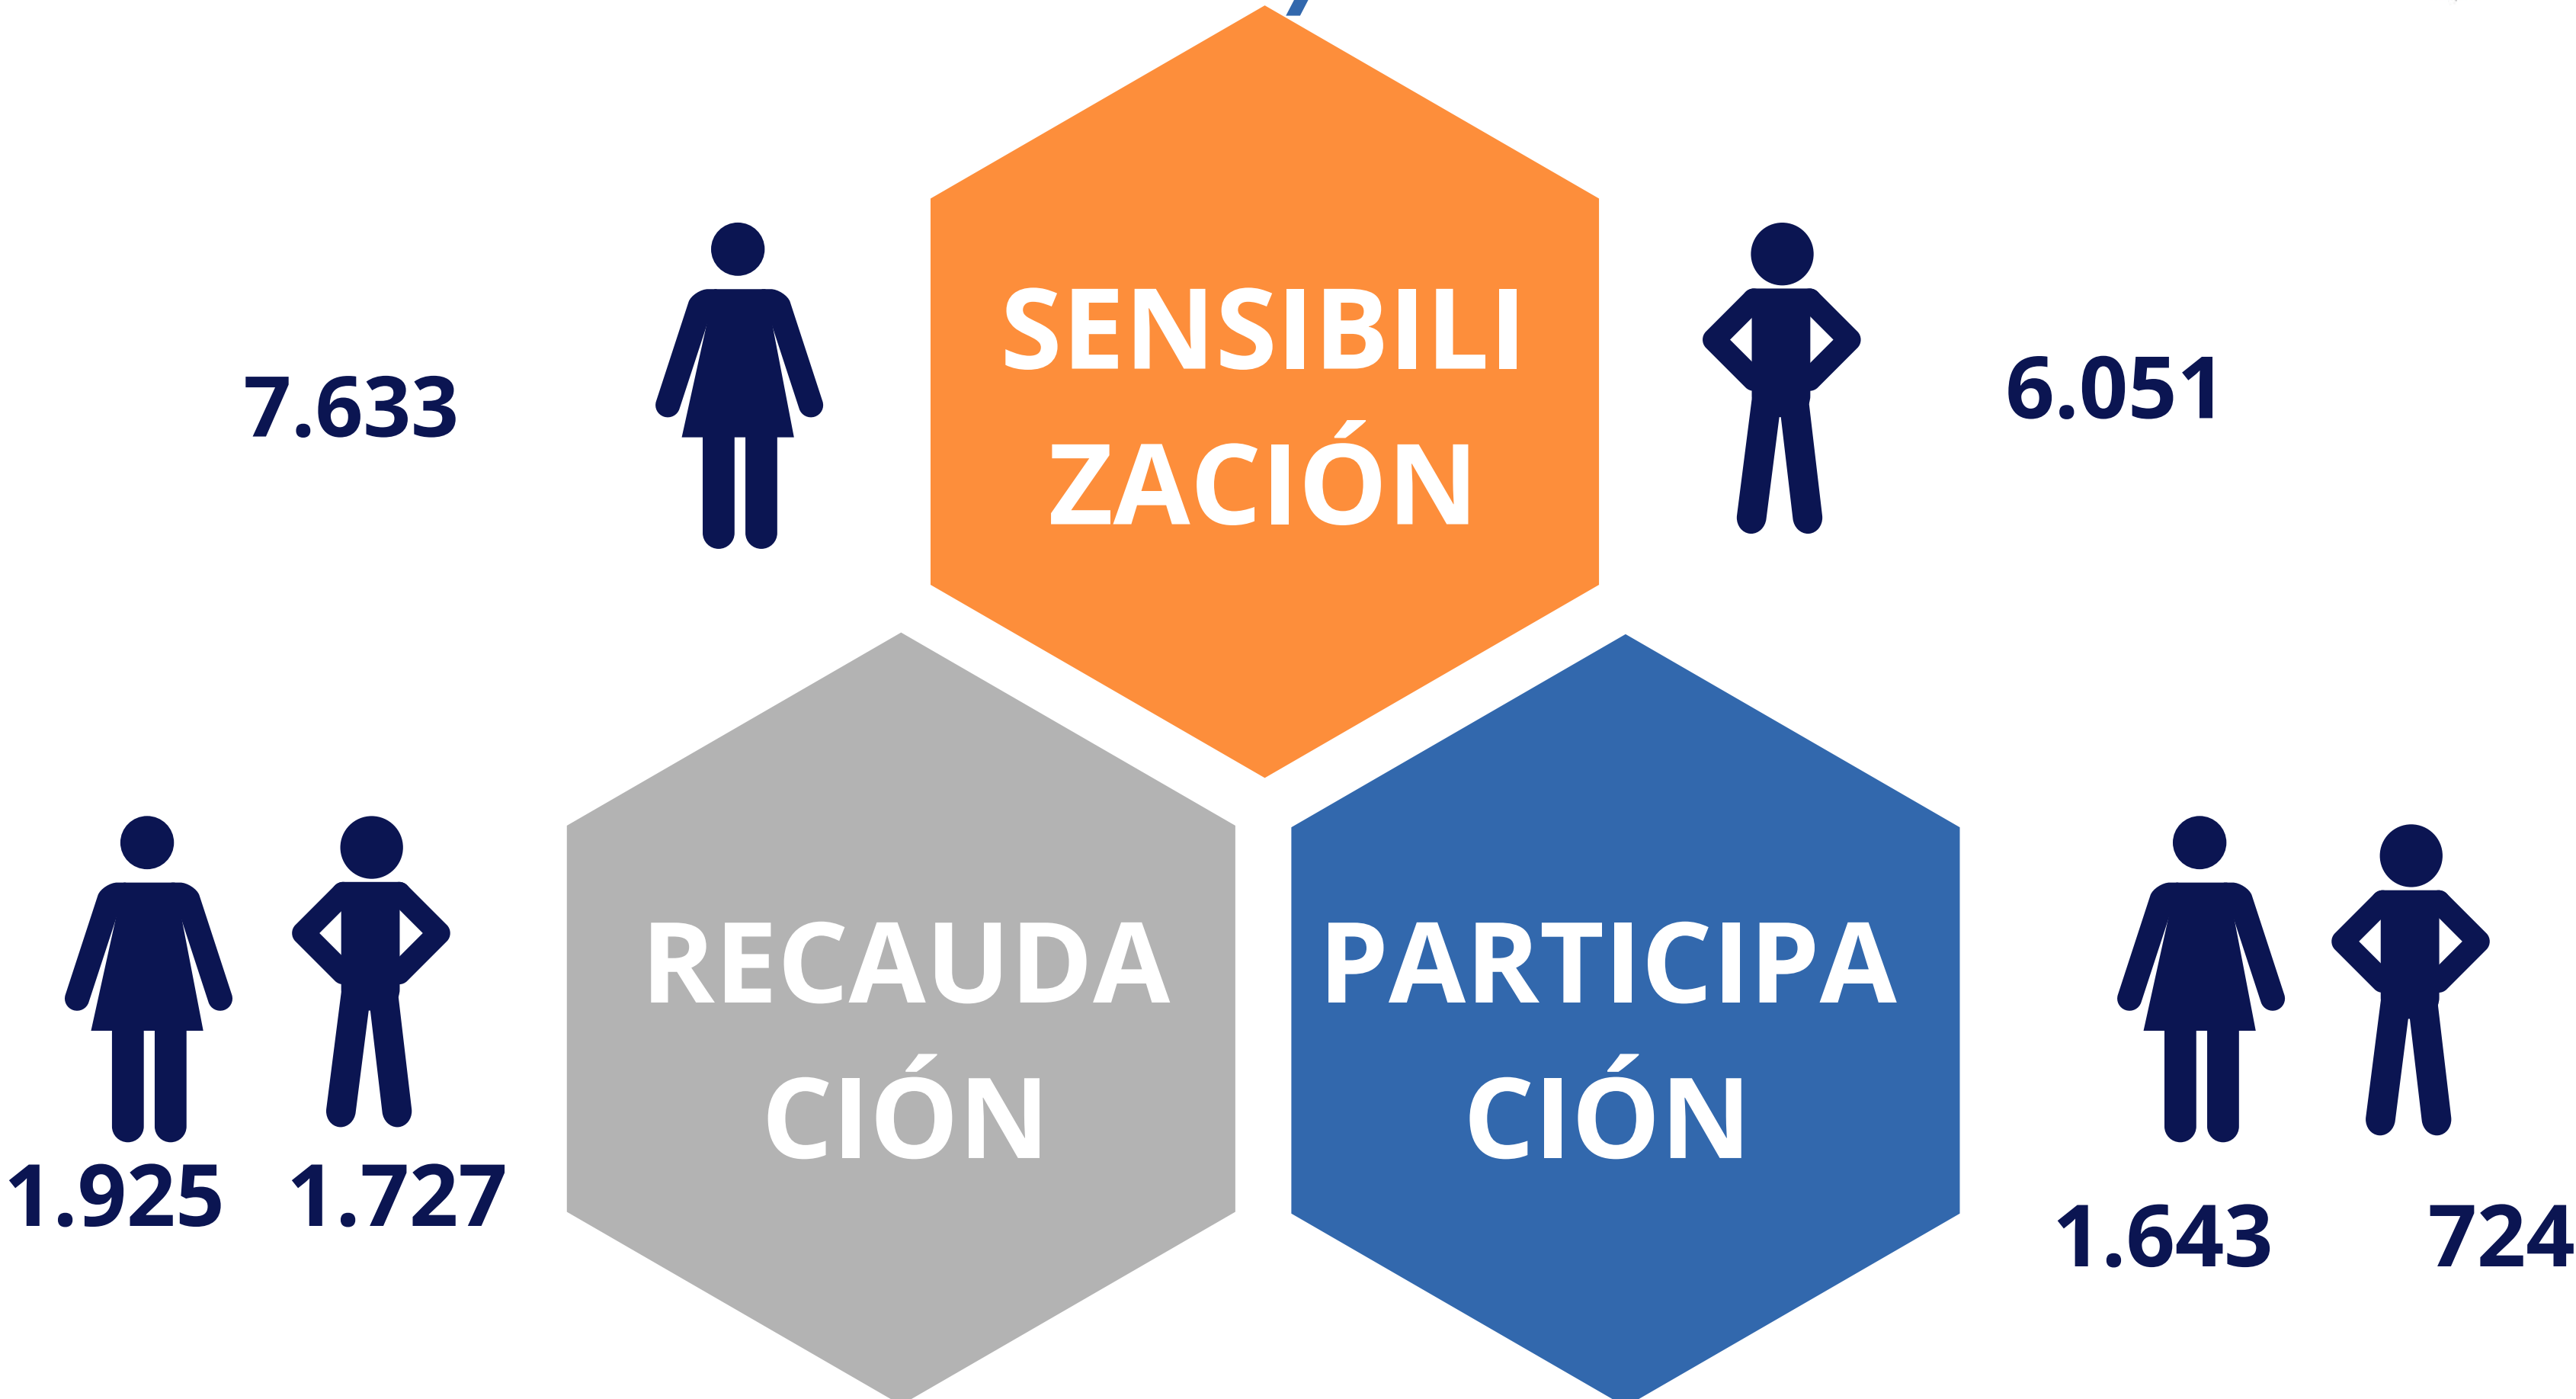 SENSIBILI
ZACIÓN
7.633
6.051
RECAUDA
CIÓN
1.925 1.727
PARTICIPA
CIÓN
1.643 724